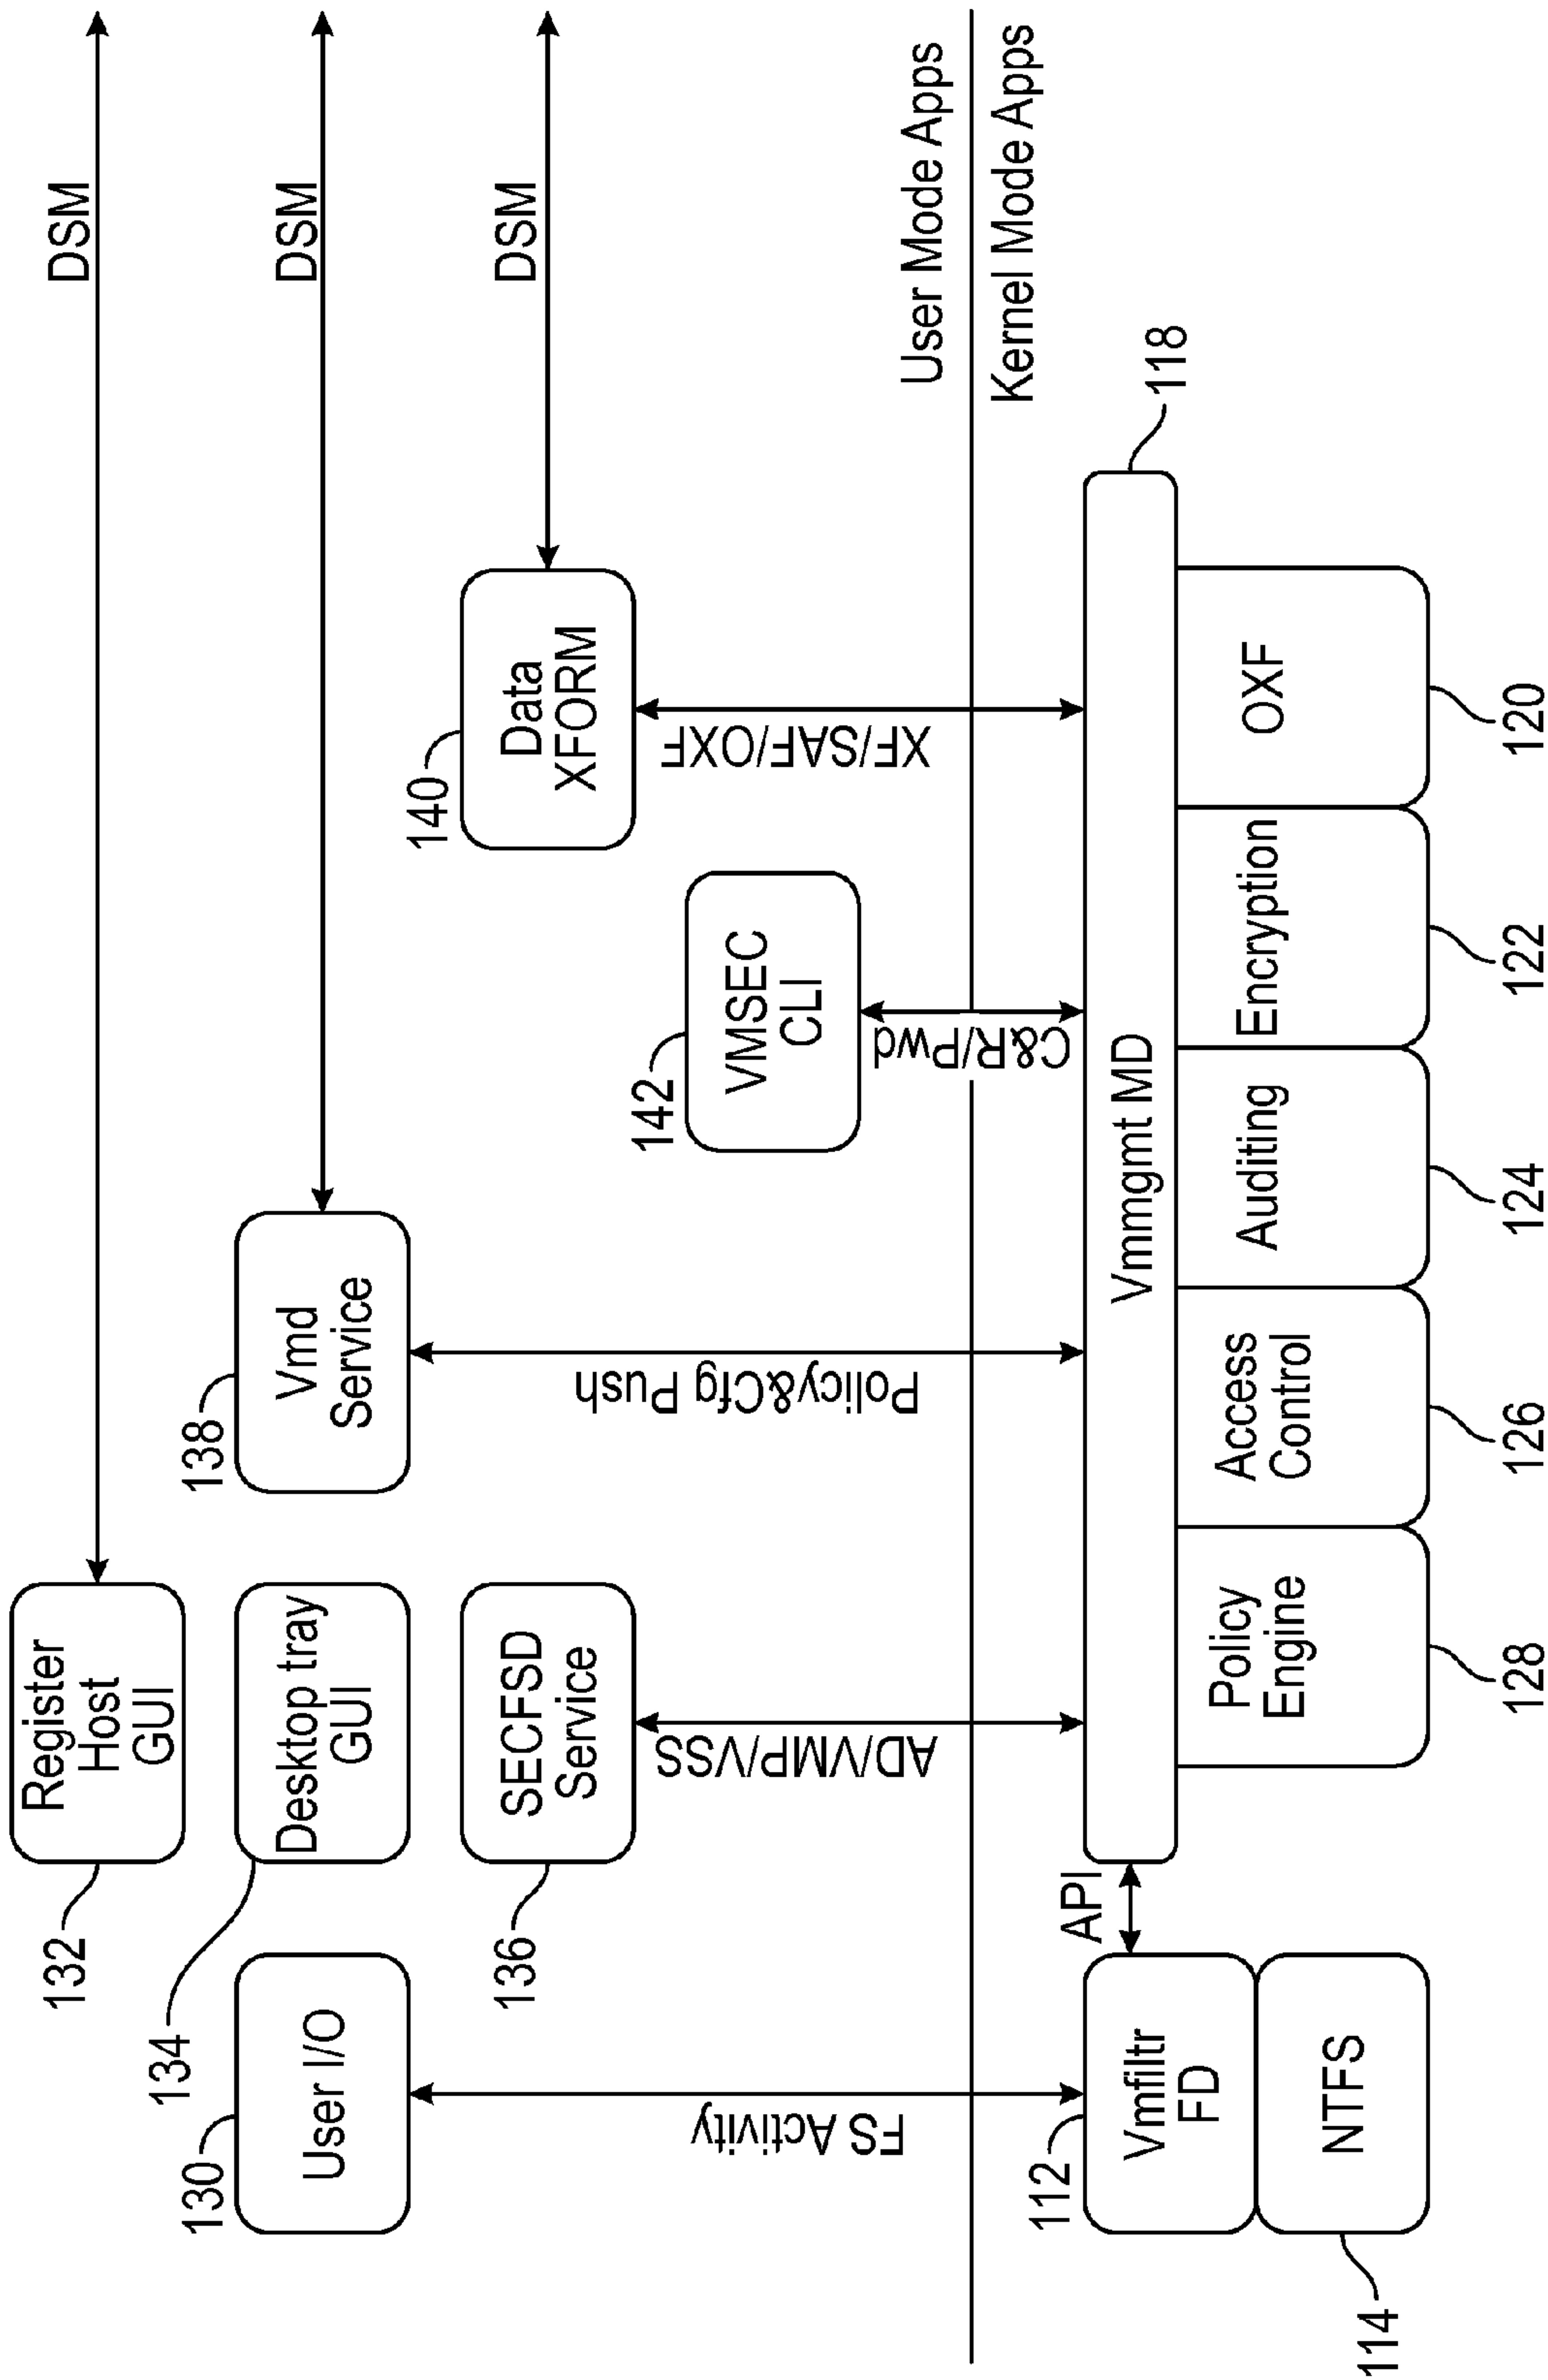 DSM
DSM
DSM
Register
Host
GUI
132
Desktop tray
GUI
134
User I/O
130
Vmd
Service
138
SECFSD
Service
136
Data
XFORM
140
VMSEC
CLI
142
FS Activity
AD/VMP/VSS
Policy&Cfg Push
C&R/Pwd
XF/SAF/OXF
User Mode Apps
Kernel Mode Apps
Vmfiltr
FD
112
API
Vmmgmt MD
118
NTFS
114
Policy
Engine
128
Access
Control
126
Auditing
124
Encryption
122
OXF
120